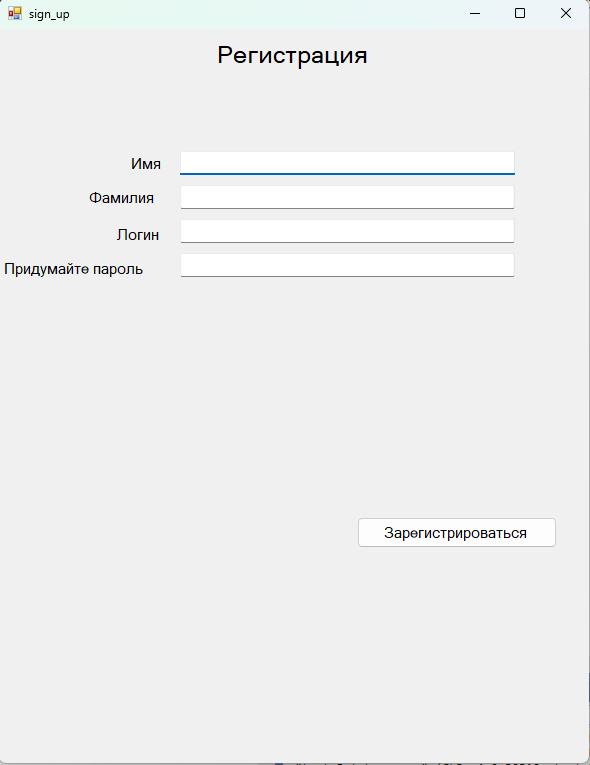 sign_up
Регистрация
Имя
Фамилия
Логин
Придумайте пароль
Зарегистрироваться